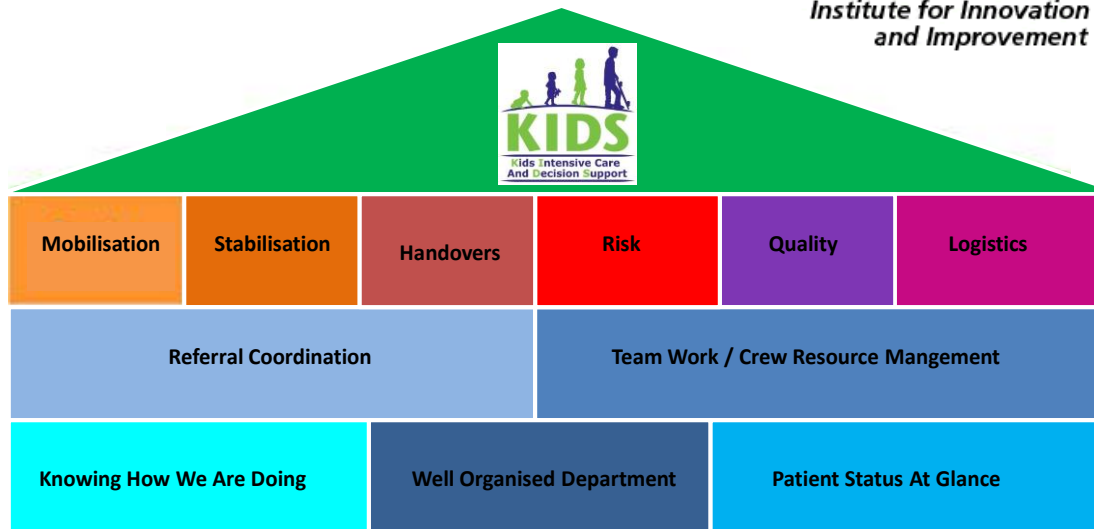 Institute for Innovation
and Improvement
KIDS
Kids Intensive Care
And Decision Support
Mobilisation
Stabilisation
Handovers
Risk
Quality
Logistics
Referral Coordination
Team Work / Crew Resource Mangement
Knowing How We Are Doing
Well Organised Department
Patient Status At Glance